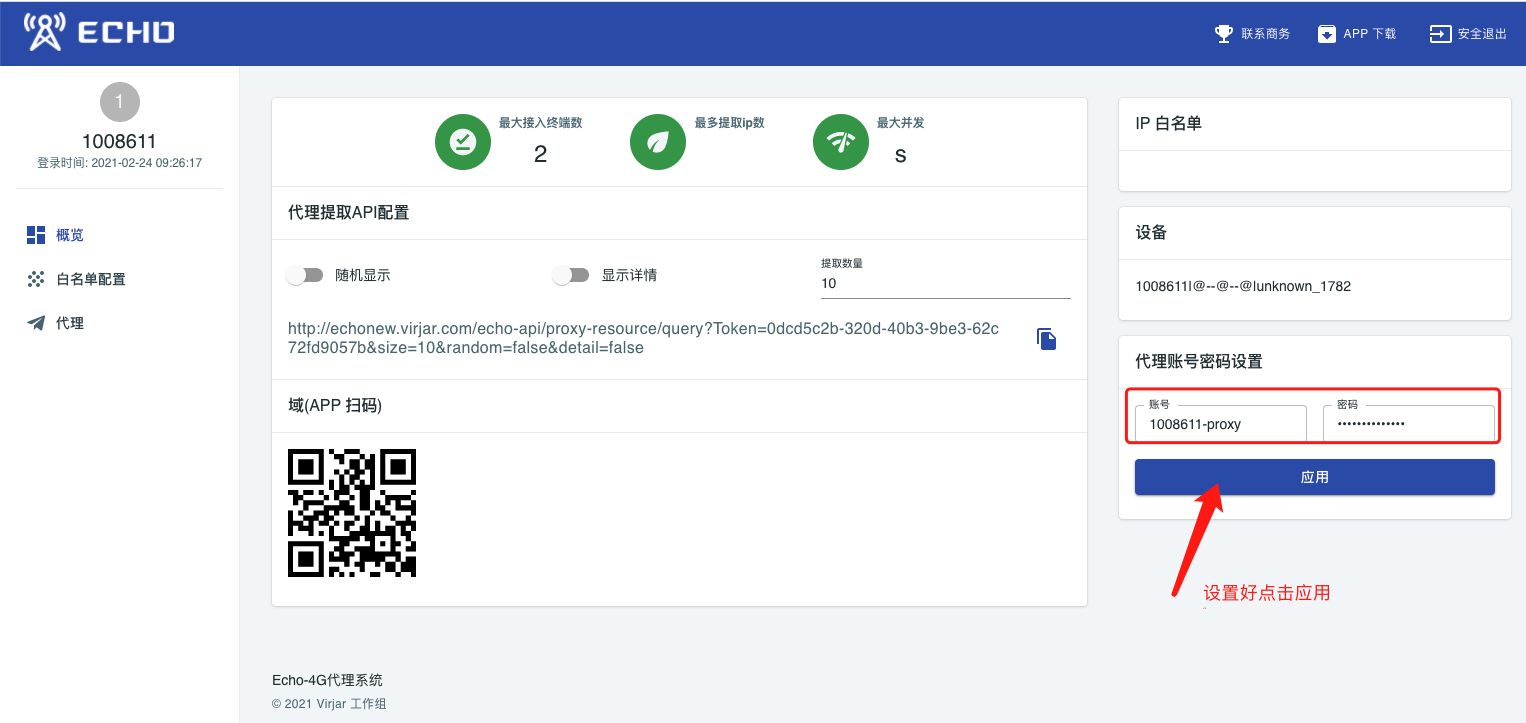 ECHO
联系商务
APP 下载
安全退出
1
1008611
登录时间: 2021-02-24 09:26:17
概览
白名单配置
代理
最大接入终端数
2
最多提取ip数
最大并发
s
代理提取API配置
随机显示
显示详情
提取数量
10
http://echonew.virjar.com/echo-api/proxy-resource/query?Token=0dcd5c2b-320d-40b3-9be3-62c
72fd9057b&size=10&random=false&detail=false
域(APP 扫码)
IP 白名单
设备
1008611|@--@--@|unknown_1782
代理账号密码设置
账号
1008611-proxy
密码
••••••••••••••
应用
设置好点击应用
Echo-4G代理系统
© 2021 Virjar 工作组